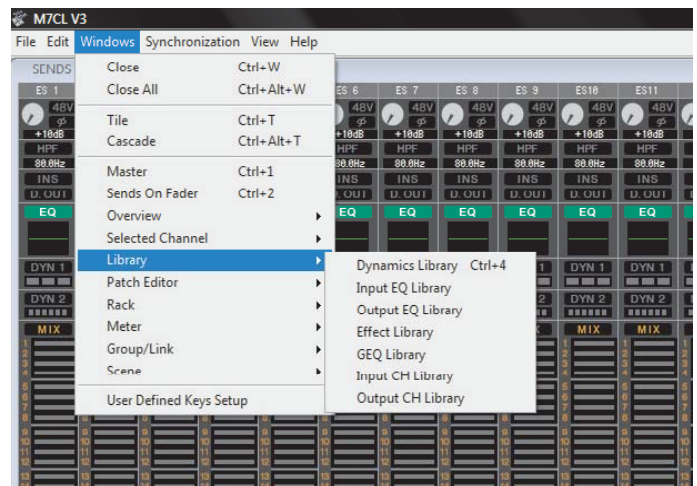 M7CL V3
File Edit Windows Synchronization View Help
SENDS
Close Ctrl+W
Close All Ctrl+Alt+W
Tile Ctrl+T
Cascade Ctrl+Alt+T
Master Ctrl+1
Sends On Fader Ctrl+2
Overview
Selected Channel
Library
Patch Editor
Rack
Meter
Group/Link
Scene
User Defined Keys Setup
Dynamics Library Ctrl+4
Input EQ Library
Output EQ Library
Effect Library
GEQ Library
Input CH Library
Output CH Library
ES 1 ES 6 ES 7 ES 8 ES 9 ES10 ES11
48V 48V 48V 48V 48V 48V
+10dB +10dB +10dB +10dB +10dB +10dB +10dB
HPF HPF HPF HPF HPF HPF HPF
80.0Hz 80.0Hz 80.0Hz 80.0Hz 80.0Hz 80.0Hz 80.0Hz
INS INS INS INS INS INS INS
D.OUT D.OUT D.OUT D.OUT D.OUT D.OUT
EQ EQ EQ EQ EQ EQ EQ
DYN 1 DYN 1 DYN 1
DYN 2 DYN 2 DYN 2
MIX MIX MIX